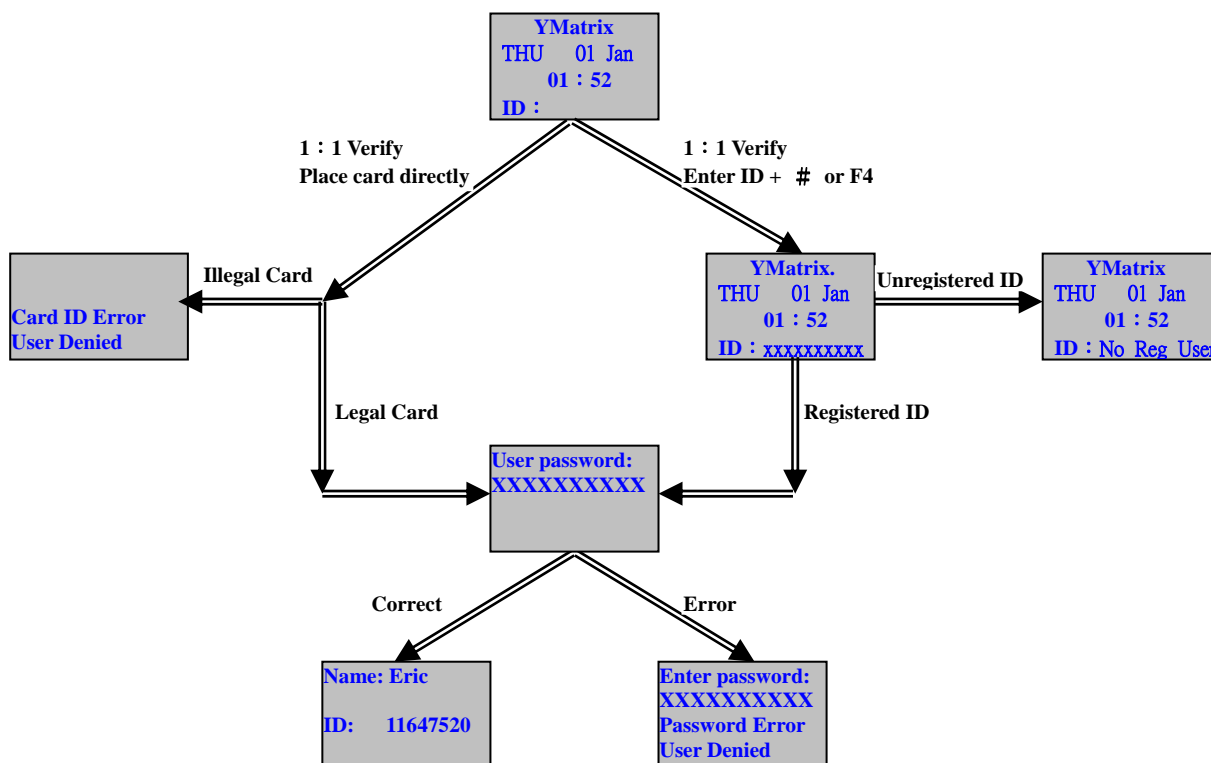 YMatrix
THU 01 Jan
01：52
ID：
1：1 Verify
Place card directly
1：1 Verify
Enter ID + ＃ or F4
Illegal Card
Card ID Error
User Denied
YMatrix.
THU 01 Jan
01：52
ID：xxxxxxxxxx
Unregistered ID
YMatrix
THU 01 Jan
01：52
ID：No Reg User
Legal Card
Registered ID
User password:
XXXXXXXXXX
Correct
Error
Name: Eric
ID: 11647520
Enter password:
XXXXXXXXXX
Password Error
User Denied